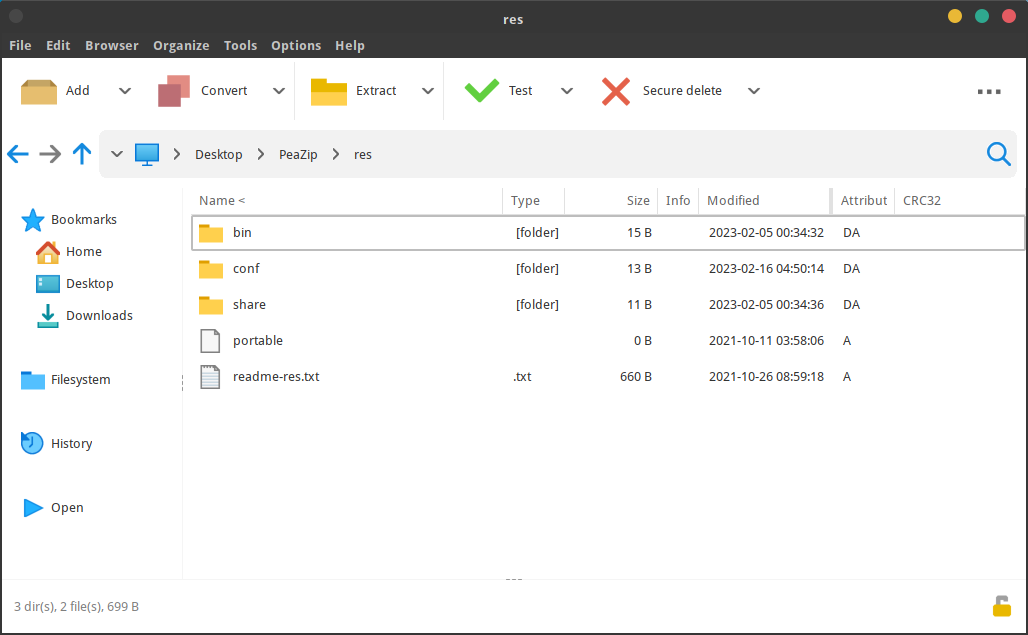 res
File Edit Browser Organize Tools Options Help
Add Convert Extract Test Secure delete
Desktop PeaZip res
Bookmarks
Home
Desktop
Downloads
Filesystem
History
Open
Name < Type Size Info Modified Attribut CRC32
bin [folder] 15 B 2023-02-05 00:34:32 DA
conf [folder] 13 B 2023-02-16 04:50:14 DA
share [folder] 11 B 2023-02-05 00:34:36 DA
portable 0 B 2021-10-11 03:58:06 A
readme-res.txt .txt 660 B 2021-10-26 08:59:18 A
3 dir(s), 2 file(s), 699 B